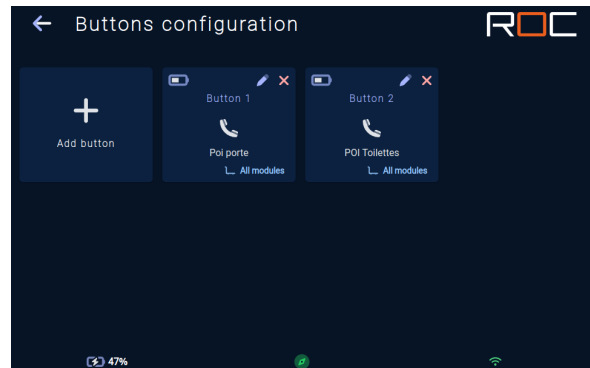 Buttons configuration
ROC
Add button
Button 1
Poi porte
All modules
Button 2
POI Toilettes
All modules
47%